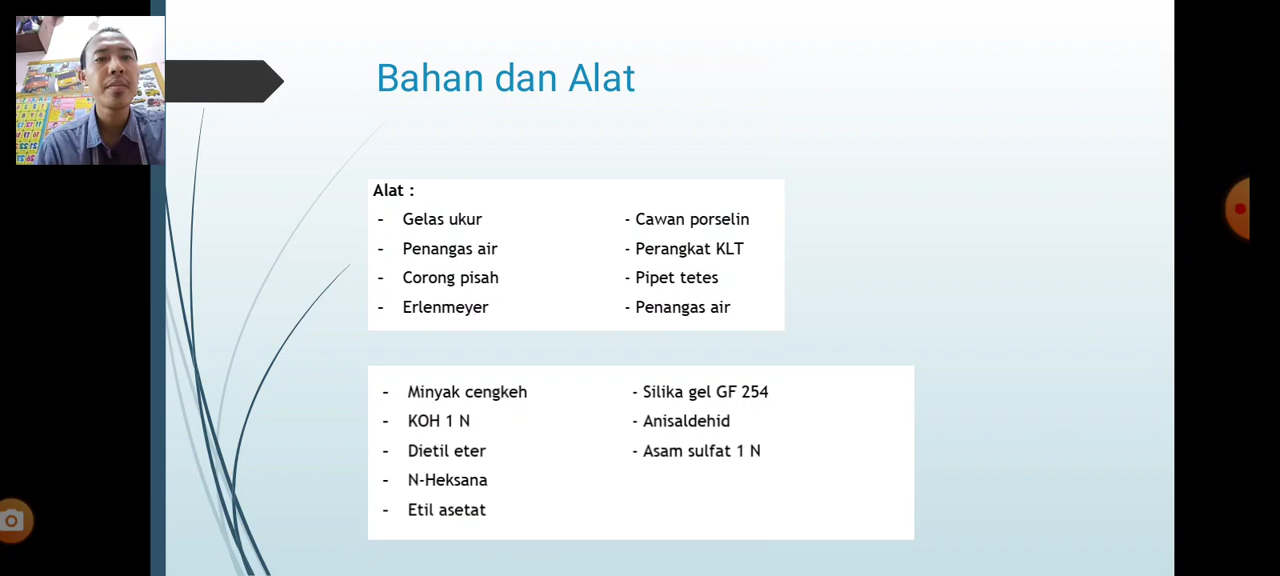 Bahan dan Alat
Alat :
- Gelas ukur - Cawan porselin
- Penangas air - Perangkat KLT
- Corong pisah - Pipet tetes
- Erlenmeyer - Penangas air
- Minyak cengkeh - Silika gel GF 254
- KOH 1 N - Anisaldehid
- Dietil eter - Asam sulfat 1 N
- N-Heksana
- Etil asetat